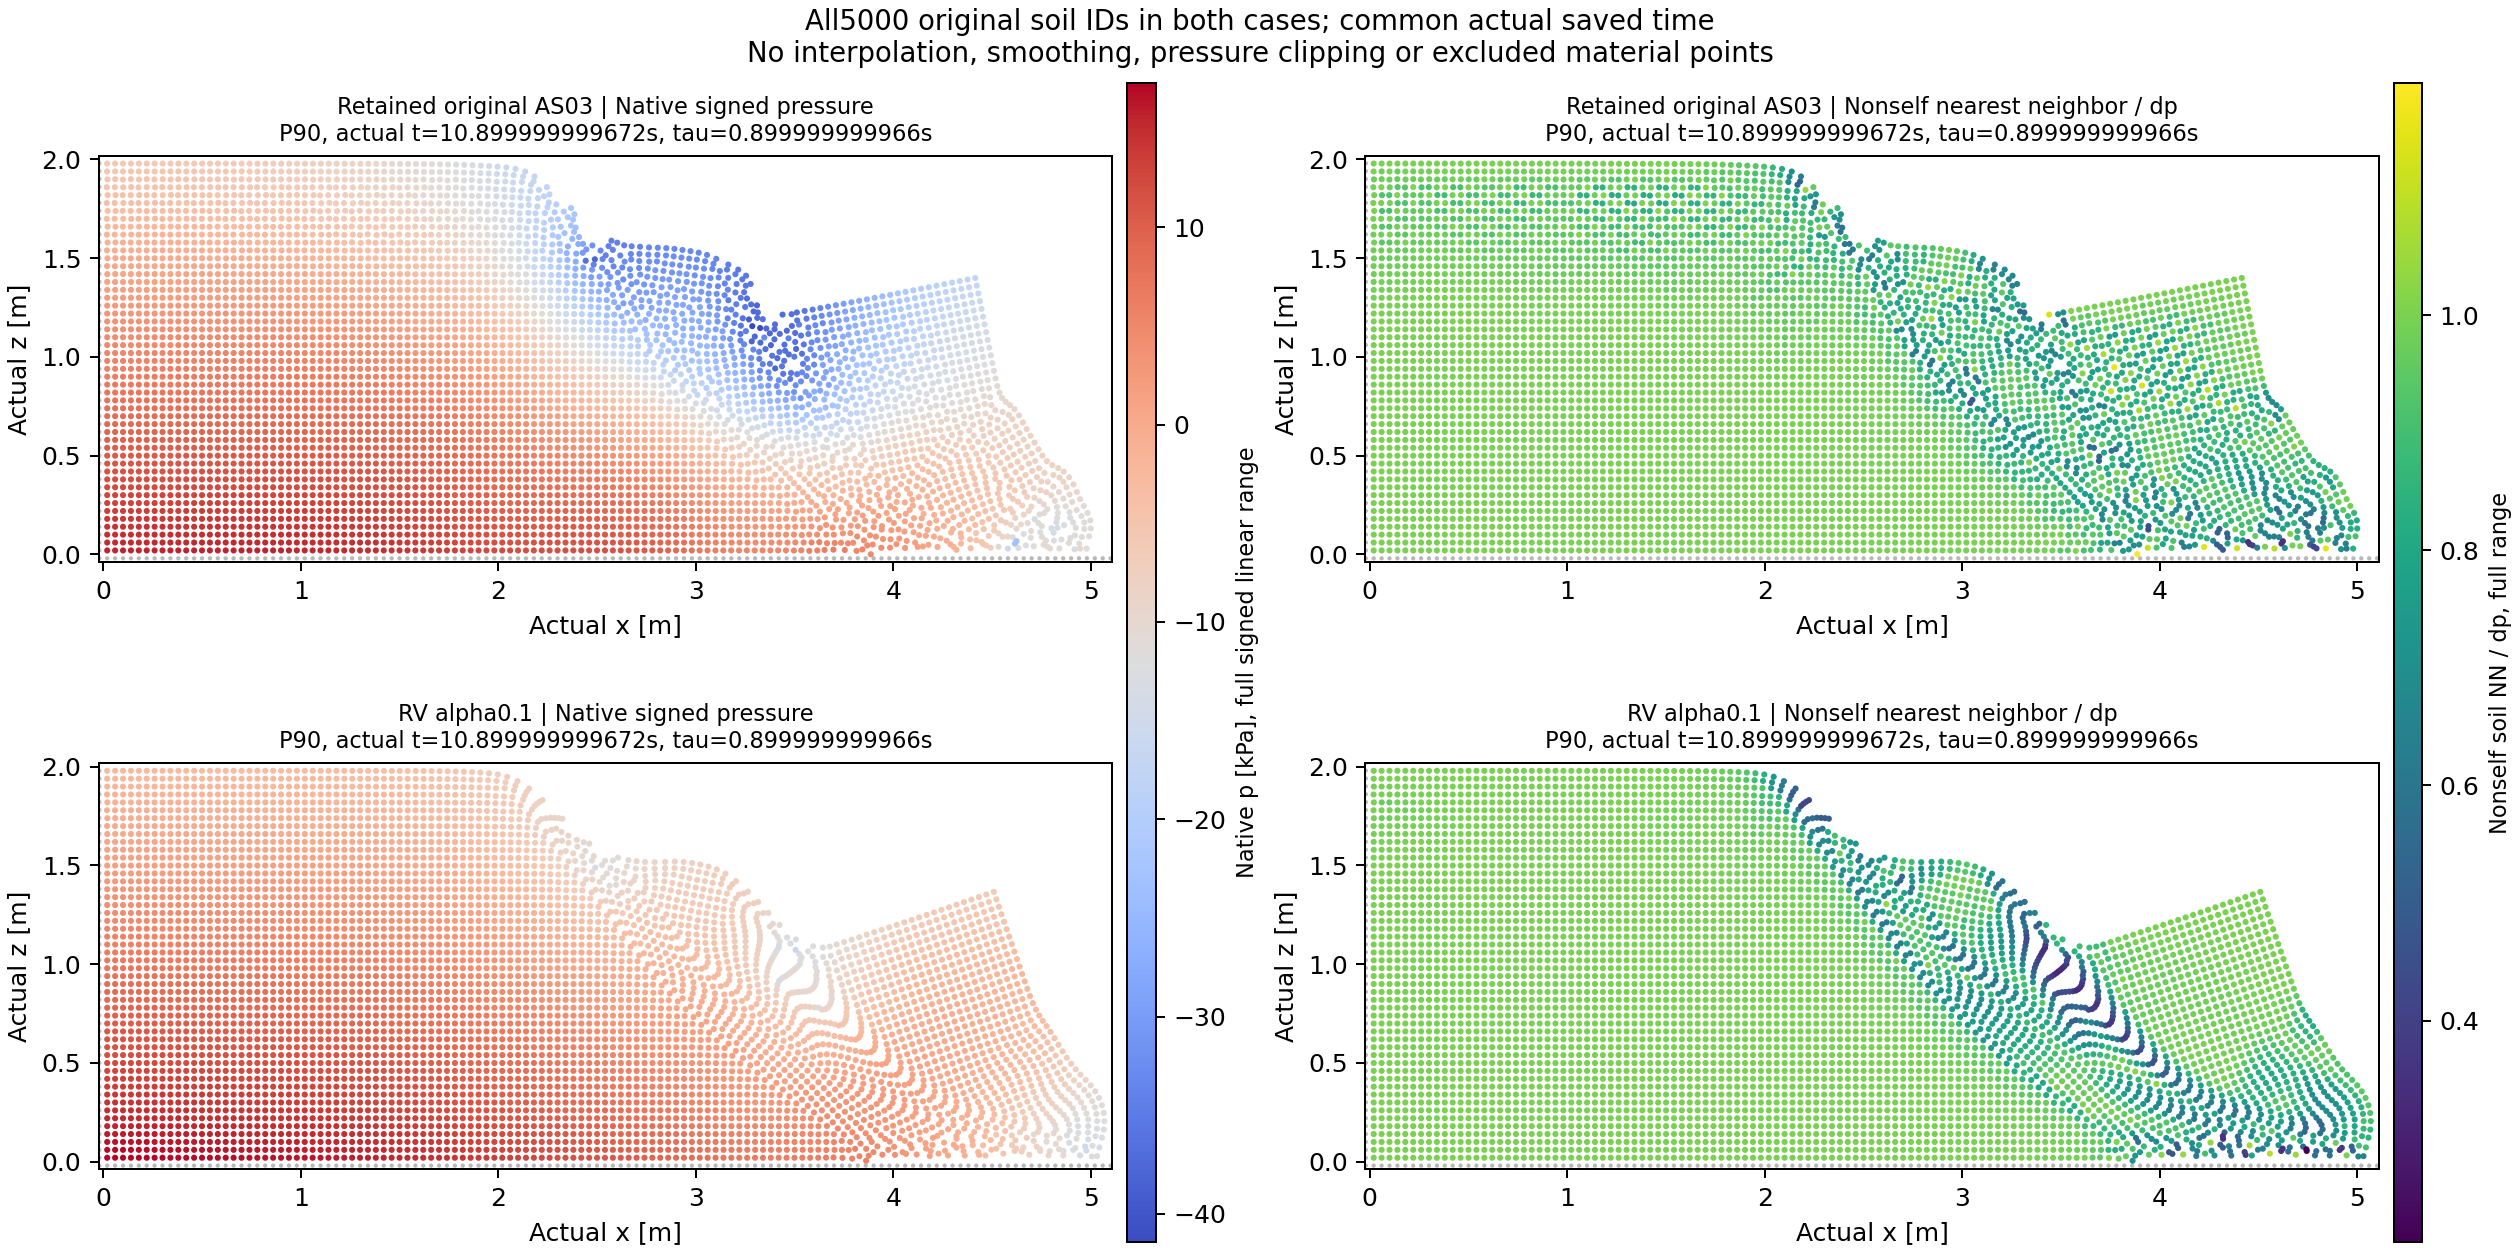 All5000 original soil IDs in both cases; common actual saved time
No interpolation, smoothing, pressure clipping or excluded material points
Retained original AS03 | Native signed pressure
P90, actual t=10.899999999672s, tau=0.899999999966s
2.0
1.5
1.0
0.5
0.0
Actual z [m]
0
1
2
3
4
5
Actual x [m]
10
0
−10
−20
−30
−40
Native p [kPa], full signed linear range
Retained original AS03 | Nonself nearest neighbor / dp
P90, actual t=10.899999999672s, tau=0.899999999966s
2.0
1.5
1.0
0.5
0.0
Actual z [m]
0
1
2
3
4
5
Actual x [m]
1.0
0.8
0.6
0.4
Nonself soil NN / dp, full range
RV alpha0.1 | Native signed pressure
P90, actual t=10.899999999672s, tau=0.899999999966s
2.0
1.5
1.0
0.5
0.0
Actual z [m]
0
1
2
3
4
5
Actual x [m]
RV alpha0.1 | Nonself nearest neighbor / dp
P90, actual t=10.899999999672s, tau=0.899999999966s
2.0
1.5
1.0
0.5
0.0
Actual z [m]
0
1
2
3
4
5
Actual x [m]